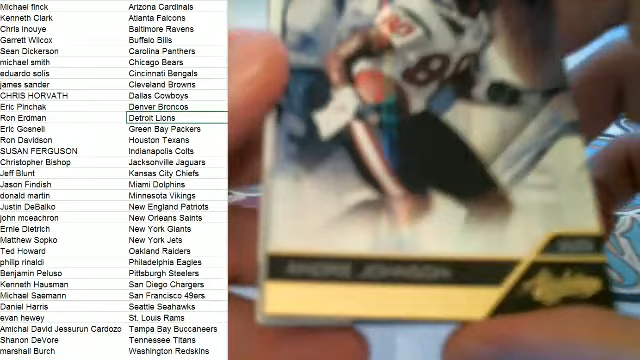 Michael finck Arizona Cardinals
Kenneth Clark Atlanta Falcons
Chris Inouye Baltimore Ravens
Garrett Wilcox Buffalo Bills
Sean Dickerson Carolina Panthers
michael smith Chicago Bears
eduardo solis Cincinnati Bengals
james sander Cleveland Browns
CHRIS HORVATH Dallas Cowboys
Eric Pinchak Denver Broncos
Ron Erdman Detroit Lions
Eric Gosnell Green Bay Packers
Ron Davidson Houston Texans
SUSAN FERGUSON Indianapolis Colts
Christopher Bishop Jacksonville Jaguars
Jeff Blunt Kansas City Chiefs
Jason Findish Miami Dolphins
donald martin Minnesota Vikings
Justin DeBalko New England Patriots
john mceachron New Orleans Saints
Ernie Dietrich New York Giants
Matthew Sopko New York Jets
Ted Howard Oakland Raiders
philip rinaldi Philadelphia Eagles
Benjamin Peluso Pittsburgh Steelers
Kenneth Hausman San Diego Chargers
Michael Saemann San Francisco 49ers
Daniel Harris Seattle Seahawks
evan hewey St. Louis Rams
Amichai David Jessurun Cardozo Tampa Bay Buccaneers
Shanon DeVore Tennessee Titans
marshall Burch Washington Redskins
80
ANDRE JOHNSON
Absolute